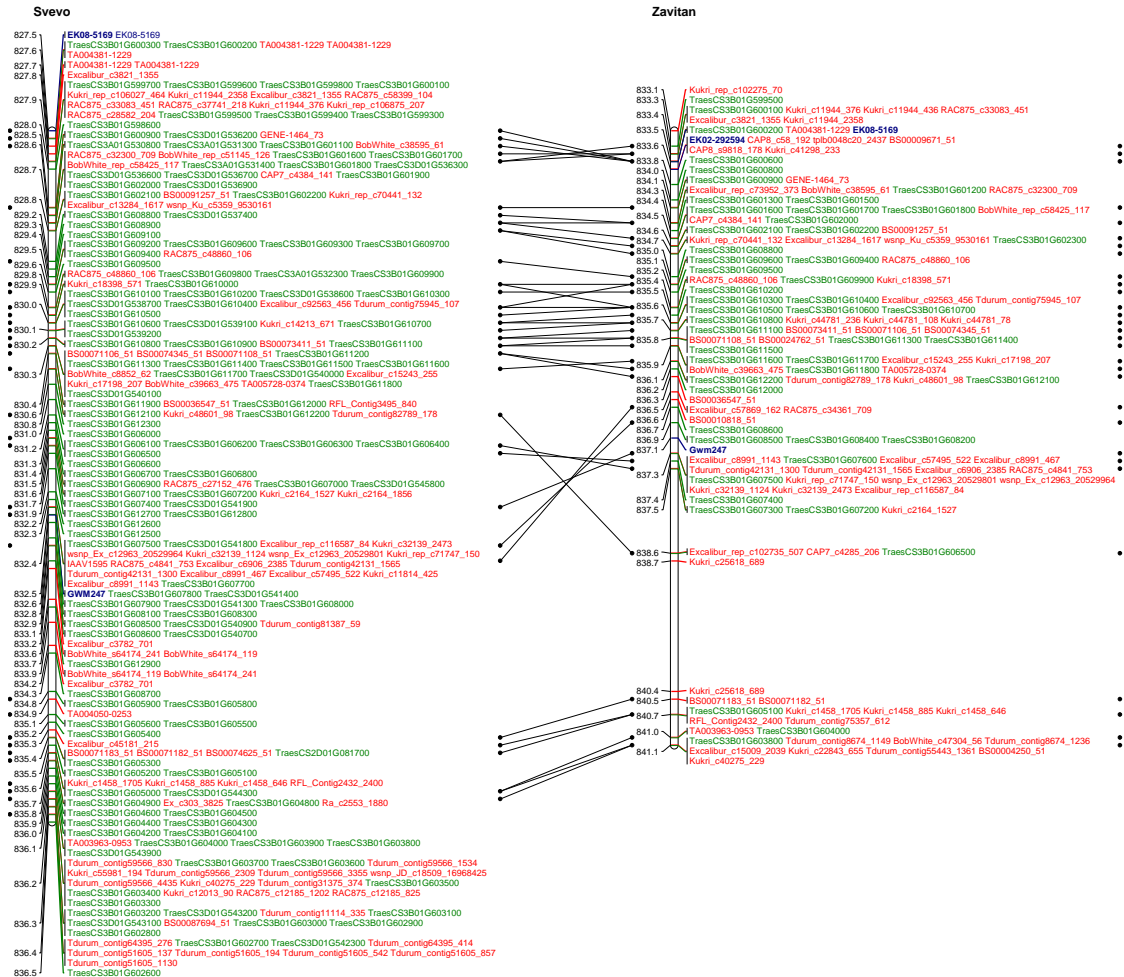 Svevo
827.5 EK08-5169 EK08-5169
TraesCS3B01G600300 TraesCS3B01G600200 TA004381-1229 TA004381-1229
827.6 TA004381-1229
827.7 TA004381-1229 TA004381-1229
827.8 Excalibur_c3821_1355
TraesCS3B01G599700 TraesCS3B01G599600 TraesCS3B01G599800 TraesCS3B01G600100
Kukri_rep_c106027_464 Kukri_c11944_2358 Excalibur_c3821_1355 RAC875_c58399_104
827.9 RAC875_c33083_451 RAC875_c37741_218 Kukri_c11944_376 Kukri_rep_c106875_207
RAC875_c28582_204 TraesCS3B01G599500 TraesCS3B01G599400 TraesCS3B01G599300
828.0 TraesCS3B01G598600
828.5 TraesCS3B01G600900 TraesCS3D01G536200 GENE-1464_73
828.6 TraesCS3A01G530800 TraesCS3A01G531300 TraesCS3B01G601100 BobWhite_c38595_61
RAC875_c32300_709 BobWhite_rep_c51145_126 TraesCS3B01G601600 TraesCS3B01G601700
BobWhite_rep_c58425_117 TraesCS3A01G531400 TraesCS3B01G601800 TraesCS3D01G536300
828.7 TraesCS3D01G536600 TraesCS3D01G536700 CAP7_c4384_141 TraesCS3B01G601900
TraesCS3B01G602000 TraesCS3D01G536900
828.8 TraesCS3B01G602100 BS00091257_51 TraesCS3B01G602200 Kukri_rep_c70441_132
Excalibur_c13284_1617 wsnp_Ku_c5359_9530161
829.2 TraesCS3B01G608800 TraesCS3D01G537400
829.3 TraesCS3B01G608900
829.4 TraesCS3B01G609100
TraesCS3B01G609200 TraesCS3B01G609600 TraesCS3B01G609300 TraesCS3B01G609700
829.5 TraesCS3B01G609400 RAC875_c48860_106
829.6 TraesCS3B01G609500
829.8 RAC875_c48860_106 TraesCS3B01G609800 TraesCS3A01G532300 TraesCS3B01G609900
829.9 Kukri_c18398_571 TraesCS3B01G610000
TraesCS3B01G610100 TraesCS3B01G610200 TraesCS3D01G538600 TraesCS3B01G610300
830.0 TraesCS3D01G538700 TraesCS3B01G610400 Excalibur_c92563_456 Tdurum_contig75945_107
TraesCS3B01G610500
830.1 TraesCS3B01G610600 TraesCS3D01G539100 Kukri_c14213_671 TraesCS3B01G610700
TraesCS3D01G539200
830.2 TraesCS3B01G610800 TraesCS3B01G610900 BS00073411_51 TraesCS3B01G611100
BS00071106_51 BS00074345_51 BS00071108_51 TraesCS3B01G611200
TraesCS3B01G611300 TraesCS3B01G611400 TraesCS3B01G611500 TraesCS3B01G611600
830.3 BobWhite_c8852_62 TraesCS3B01G611700 TraesCS3D01G540000 Excalibur_c15243_255
Kukri_c17198_207 BobWhite_c39663_475 TA005728-0374 TraesCS3B01G611800
TraesCS3D01G540100
830.4 TraesCS3B01G611900 BS00036547_51 TraesCS3B01G612000 RFL_Contig3495_840
830.6 TraesCS3B01G612100 Kukri_c48601_98 TraesCS3B01G612200 Tdurum_contig82789_178
830.8 TraesCS3B01G612300
831.0 TraesCS3B01G606000
TraesCS3B01G606100 TraesCS3B01G606200 TraesCS3B01G606300 TraesCS3B01G606400
831.2 TraesCS3B01G606500
831.3 TraesCS3B01G606600
831.4 TraesCS3B01G606700 TraesCS3B01G606800
831.5 TraesCS3B01G606900 RAC875_c27152_476 TraesCS3B01G607000 TraesCS3D01G545800
831.6 TraesCS3B01G607100 TraesCS3B01G607200 Kukri_c2164_1527 Kukri_c2164_1856
831.7 TraesCS3B01G607400 TraesCS3D01G541900
831.9 TraesCS3B01G612700 TraesCS3B01G612800
832.2 TraesCS3B01G612600
832.3 TraesCS3B01G612500
TraesCS3B01G607500 TraesCS3D01G541800 Excalibur_rep_c116587_84 Kukri_c32139_2473
wsnp_Ex_c12963_20529964 Kukri_c32139_1124 wsnp_Ex_c12963_20529801 Kukri_rep_c71747_150
832.4 IAAV1595 RAC875_c4841_753 Excalibur_c6906_2385 Tdurum_contig42131_1565
Tdurum_contig42131_1300 Excalibur_c8991_467 Excalibur_c57495_522 Kukri_c11814_425
Excalibur_c8991_1143 TraesCS3B01G607700
832.5 GWM247 TraesCS3B01G607800 TraesCS3D01G541400
832.6 TraesCS3B01G607900 TraesCS3D01G541300 TraesCS3B01G608000
832.8 TraesCS3B01G608100 TraesCS3B01G608300
832.9 TraesCS3B01G608500 TraesCS3D01G540900 Tdurum_contig81387_59
833.1 TraesCS3B01G608600 TraesCS3D01G540700
833.2 Excalibur_c3782_701
833.6 BobWhite_s64174_241 BobWhite_s64174_119
833.7 TraesCS3B01G612900
833.9 BobWhite_s64174_119 BobWhite_s64174_241
834.2 Excalibur_c3782_701
834.3 TraesCS3B01G608700
834.8 TraesCS3B01G605900 TraesCS3B01G605800
834.9 TA004050-0253
835.1 TraesCS3B01G605600 TraesCS3B01G605500
835.2 TraesCS3B01G605400
835.3 Excalibur_c45181_215
BS00071183_51 BS00071182_51 BS00074625_51 TraesCS2D01G081700
835.4 TraesCS3B01G605300
835.5 TraesCS3B01G605200 TraesCS3B01G605100
Kukri_c1458_1705 Kukri_c1458_885 Kukri_c1458_646 RFL_Contig2432_2400
835.6 TraesCS3B01G605000 TraesCS3D01G544300
835.7 TraesCS3B01G604900 Ex_c303_3825 TraesCS3B01G604800 Ra_c2553_1880
835.8 TraesCS3B01G604600 TraesCS3B01G604500
835.9 TraesCS3B01G604400 TraesCS3B01G604300
836.0 TraesCS3B01G604200 TraesCS3B01G604100
TA003963-0953 TraesCS3B01G604000 TraesCS3B01G603900 TraesCS3B01G603800
836.1 TraesCS3D01G543900
Tdurum_contig59566_830 TraesCS3B01G603700 TraesCS3B01G603600 Tdurum_contig59566_1534
Kukri_c55981_194 Tdurum_contig59566_2309 Tdurum_contig59566_3355 wsnp_JD_c18509_16968425
836.2 Tdurum_contig59566_4435 Kukri_c40275_229 Tdurum_contig31375_374 TraesCS3B01G603500
TraesCS3B01G603400 Kukri_c12013_90 RAC875_c12185_1202 RAC875_c12185_825
TraesCS3B01G603300
TraesCS3B01G603200 TraesCS3D01G543200 Tdurum_contig11114_335 TraesCS3B01G603100
836.3 TraesCS3D01G543100 BS00087694_51 TraesCS3B01G603000 TraesCS3B01G602900
TraesCS3B01G602800
Tdurum_contig64395_276 TraesCS3B01G602700 TraesCS3D01G542300 Tdurum_contig64395_414
836.4 Tdurum_contig51605_137 Tdurum_contig51605_194 Tdurum_contig51605_542 Tdurum_contig51605_857
Tdurum_contig51605_1130
836.5 TraesCS3B01G602600
Zavitan
833.1 Kukri_rep_c102275_70
833.3 TraesCS3B01G599500
TraesCS3B01G600100 Kukri_c11944_376 Kukri_c11944_436 RAC875_c33083_451
833.4 Excalibur_c3821_1355 Kukri_c11944_2358
833.5 TraesCS3B01G600200 TA004381-1229 EK08-5169
833.6 EK02-292594 CAP8_c58_192 tplb0048c20_2437 BS00009671_51
CAP8_s9818_178 Kukri_c41298_233
833.8 TraesCS3B01G600600
834.0 TraesCS3B01G600800
834.1 TraesCS3B01G600900 GENE-1464_73
834.3 Excalibur_rep_c73952_373 BobWhite_c38595_61 TraesCS3B01G601200 RAC875_c32300_709
834.4 TraesCS3B01G601300 TraesCS3B01G601500
TraesCS3B01G601600 TraesCS3B01G601700 TraesCS3B01G601800 BobWhite_rep_c58425_117
834.5 CAP7_c4384_141 TraesCS3B01G602000
834.6 TraesCS3B01G602100 TraesCS3B01G602200 BS00091257_51
834.7 Kukri_rep_c70441_132 Excalibur_c13284_1617 wsnp_Ku_c5359_9530161 TraesCS3B01G602300
835.0 TraesCS3B01G608800
835.1 TraesCS3B01G609600 TraesCS3B01G609400 RAC875_c48860_106
835.2 TraesCS3B01G609500
835.4 RAC875_c48860_106 TraesCS3B01G609900 Kukri_c18398_571
835.5 TraesCS3B01G610200
TraesCS3B01G610300 TraesCS3B01G610400 Excalibur_c92563_456 Tdurum_contig75945_107
835.6 TraesCS3B01G610500 TraesCS3B01G610600 TraesCS3B01G610700
835.7 TraesCS3B01G610800 Kukri_c44781_236 Kukri_c44781_108 Kukri_c44781_78
TraesCS3B01G611100 BS00073411_51 BS00071106_51 BS00074345_51
835.8 BS00071108_51 BS00024762_51 TraesCS3B01G611300 TraesCS3B01G611400
TraesCS3B01G611500
835.9 TraesCS3B01G611600 TraesCS3B01G611700 Excalibur_c15243_255 Kukri_c17198_207
BobWhite_c39663_475 TraesCS3B01G611800 TA005728-0374
836.1 TraesCS3B01G612200 Tdurum_contig82789_178 Kukri_c48601_98 TraesCS3B01G612100
836.2 TraesCS3B01G612000
836.3 BS00036547_51
836.5 Excalibur_c57869_162 RAC875_c34361_709
836.6 BS00010818_51
836.7 TraesCS3B01G608600
836.9 TraesCS3B01G608500 TraesCS3B01G608400 TraesCS3B01G608200
837.1 Gwm247
Excalibur_c8991_1143 TraesCS3B01G607600 Excalibur_c57495_522 Excalibur_c8991_467
837.3 Tdurum_contig42131_1300 Tdurum_contig42131_1565 Excalibur_c6906_2385 RAC875_c4841_753
TraesCS3B01G607500 Kukri_rep_c71747_150 wsnp_Ex_c12963_20529801 wsnp_Ex_c12963_20529964
Kukri_c32139_1124 Kukri_c32139_2473 Excalibur_rep_c116587_84
837.4 TraesCS3B01G607400
837.5 TraesCS3B01G607300 TraesCS3B01G607200 Kukri_c2164_1527
838.6 Excalibur_rep_c102735_507 CAP7_c4285_206 TraesCS3B01G606500
838.7 Kukri_c25618_689
840.4 Kukri_c25618_689
840.5 BS00071183_51 BS00071182_51
840.7 TraesCS3B01G605100 Kukri_c1458_1705 Kukri_c1458_885 Kukri_c1458_646
RFL_Contig2432_2400 Tdurum_contig75357_612
841.0 TA003963-0953 TraesCS3B01G604000
TraesCS3B01G603800 Tdurum_contig8674_1149 BobWhite_c47304_56 Tdurum_contig8674_1236
841.1 Excalibur_c15009_2039 Kukri_c22843_655 Tdurum_contig55443_1361 BS00004250_51
Kukri_c40275_229